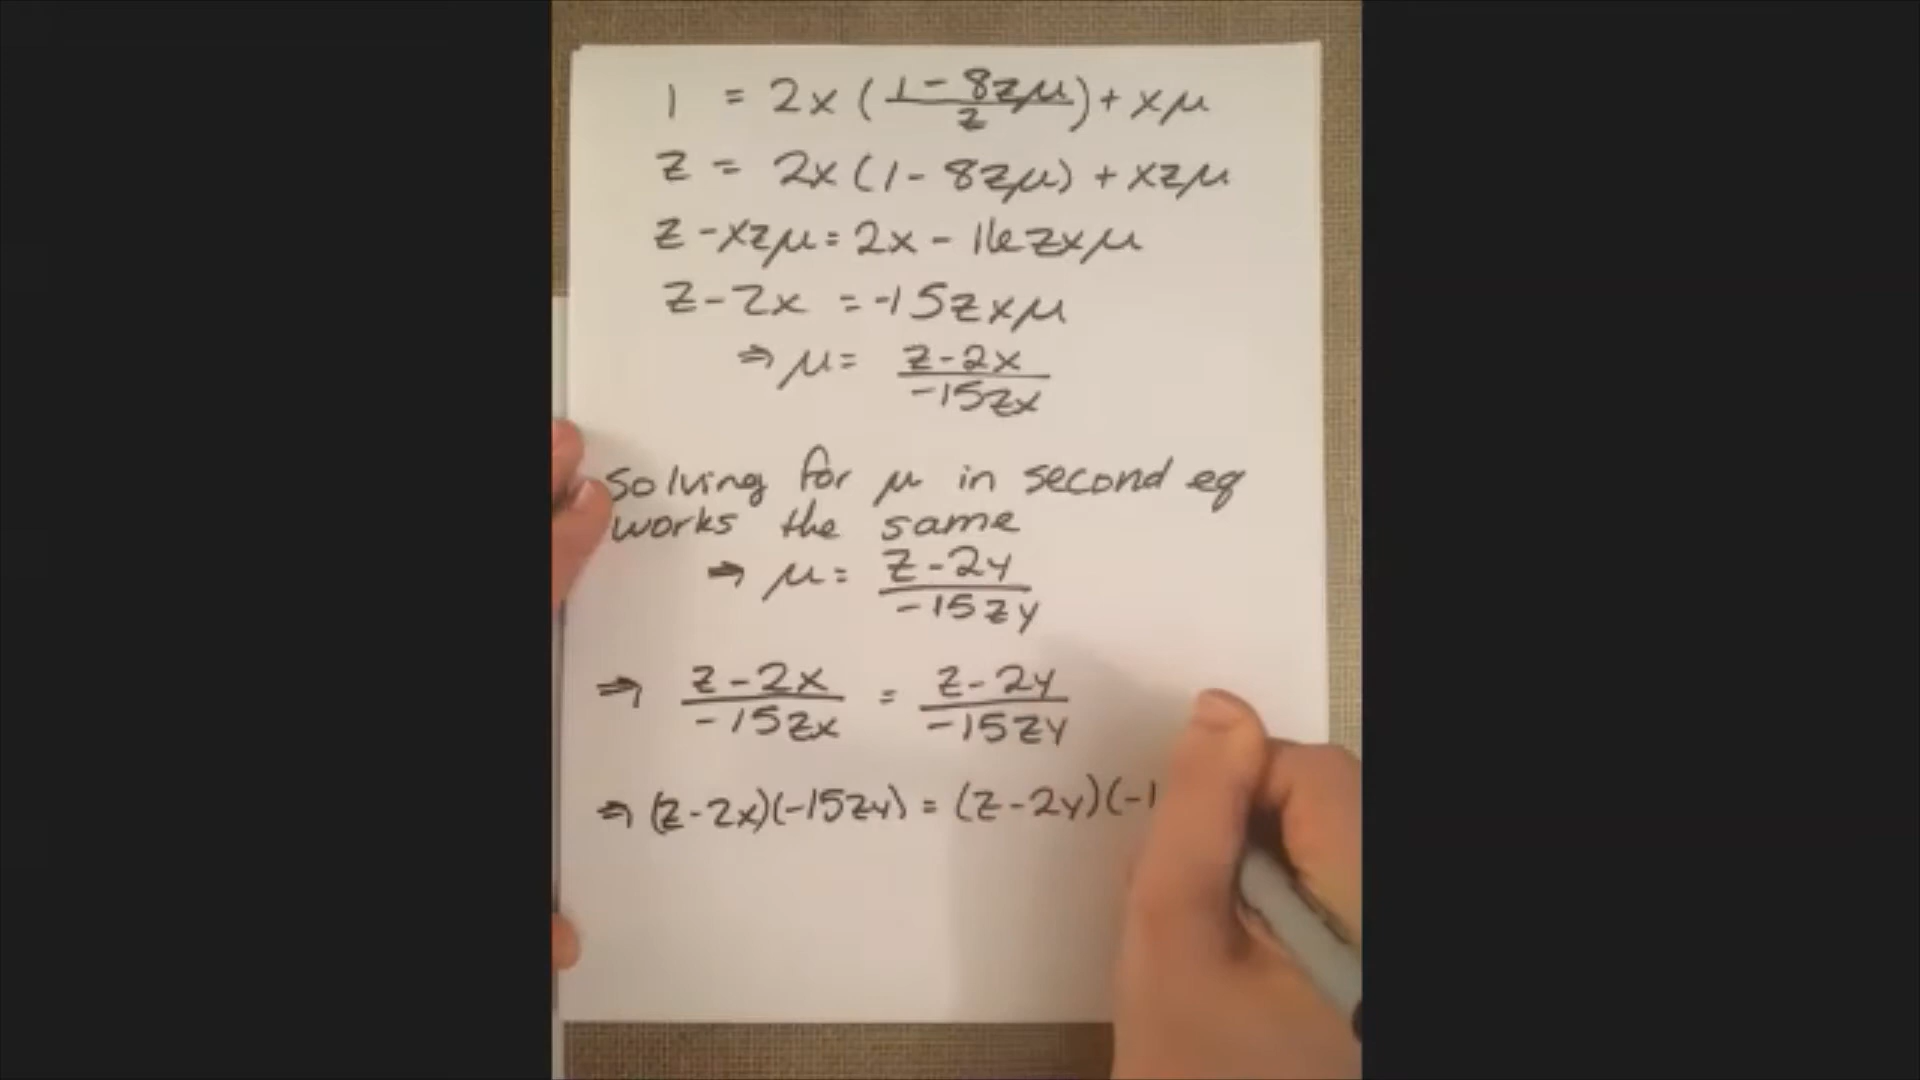 1 = 2x ( (1 - 8zμ)/z ) + xμ
z = 2x (1 - 8zμ) + xzμ
z - xzμ = 2x - 16zxμ
z - 2x = -15zxμ
⇒ μ = (z - 2x)/(-15zx)
Solving for μ in second eq
works the same
⇒ μ = (z - 2y)/(-15zy)
⇒ (z - 2x)/(-15zx) = (z - 2y)/(-15zy)
⇒ (z - 2x)(-15zy) = (z - 2y)(-1